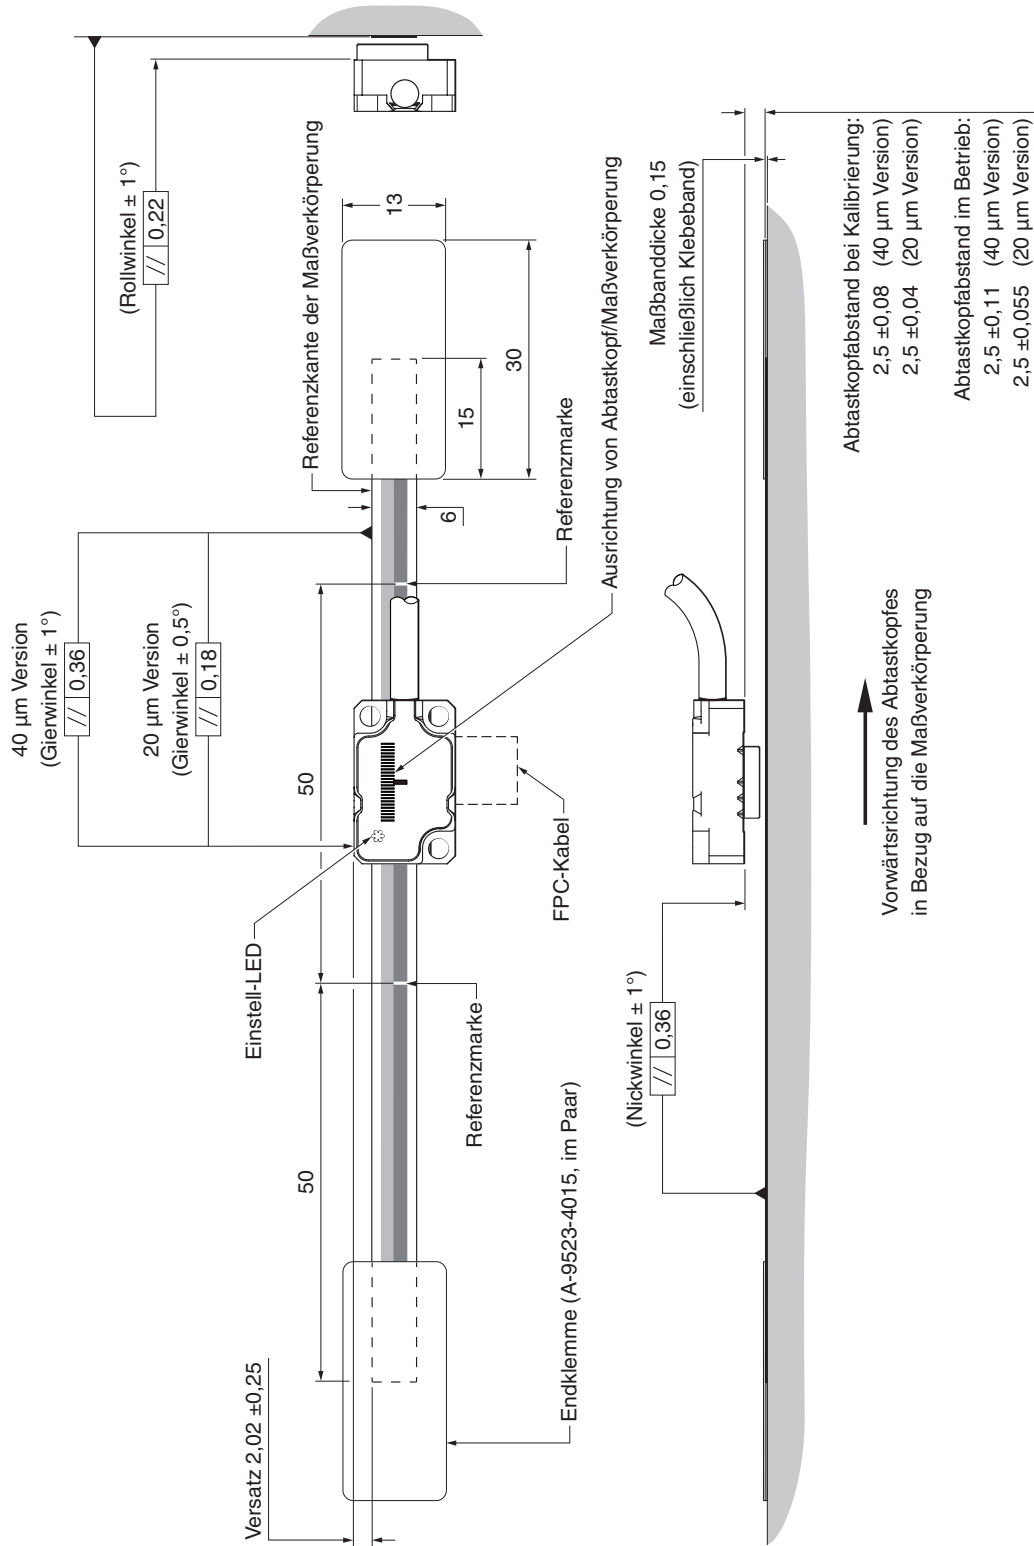 40 µm Version
(Gierwinkel ± 1°)
// 0,36
20 µm Version
(Gierwinkel ± 0,5°)
// 0,18
(Rollwinkel ± 1°)
// 0,22
Versatz 2,02 ±0,25
Einstell-LED
50
50
Referenzkante der Maßverkörperung
13
30
15
6
Referenzmarke
Referenzmarke
Ausrichtung von Abtastkopf/Maßverkörperung
FPC-Kabel
Endklemme (A-9523-4015, im Paar)
(Nickwinkel ± 1°)
// 0,36
Maßbanddicke 0,15
(einschließlich Klebeband)
Vorwärtsrichtung des Abtastkopfes
in Bezug auf die Maßverkörperung
Abtastkopfabstand bei Kalibrierung:
2,5 ±0,08 (40 µm Version)
2,5 ±0,04 (20 µm Version)
Abtastkopfabstand im Betrieb:
2,5 ±0,11 (40 µm Version)
2,5 ±0,055 (20 µm Version)